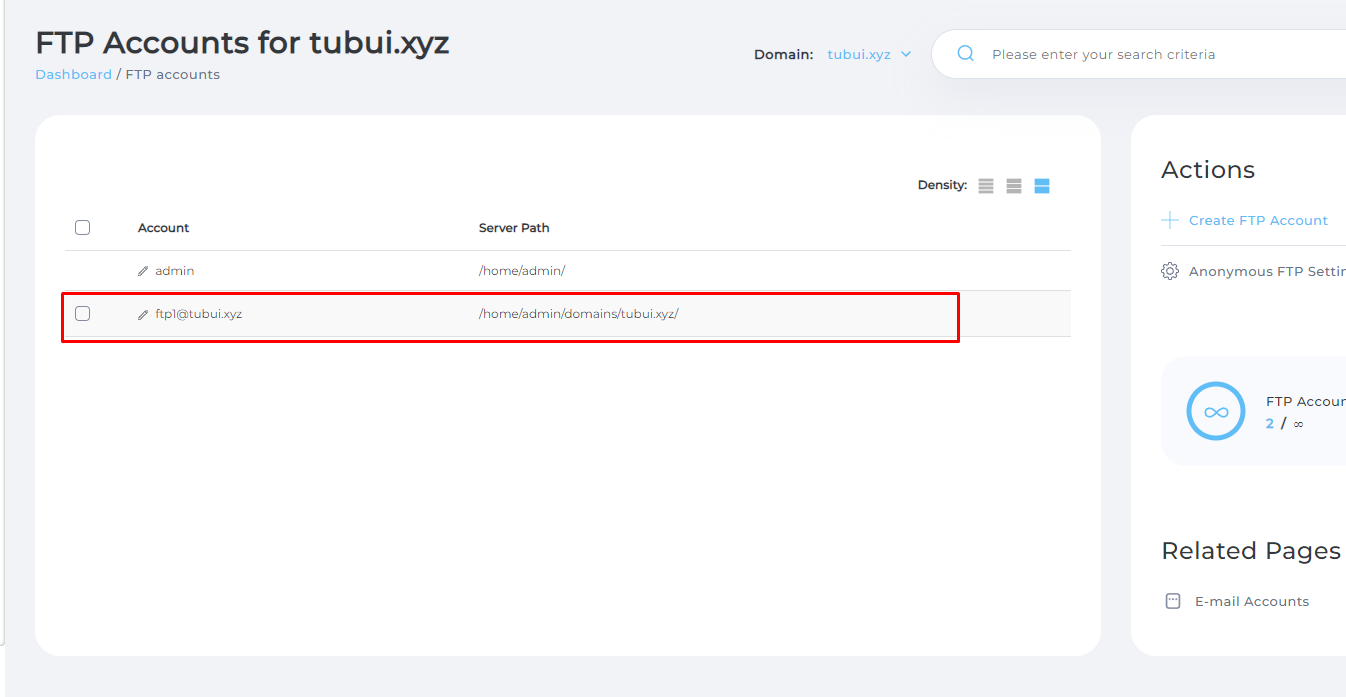 FTP Accounts for tubui.xyz
Dashboard / FTP accounts
Domain: tubui.xyz
Please enter your search criteria
Density:
Account Server Path
admin /home/admin/
ftp1@tubui.xyz /home/admin/domains/tubui.xyz/
Actions
Create FTP Account
Anonymous FTP Settin
FTP Accoun
2 / ∞
Related Pages
E-mail Accounts